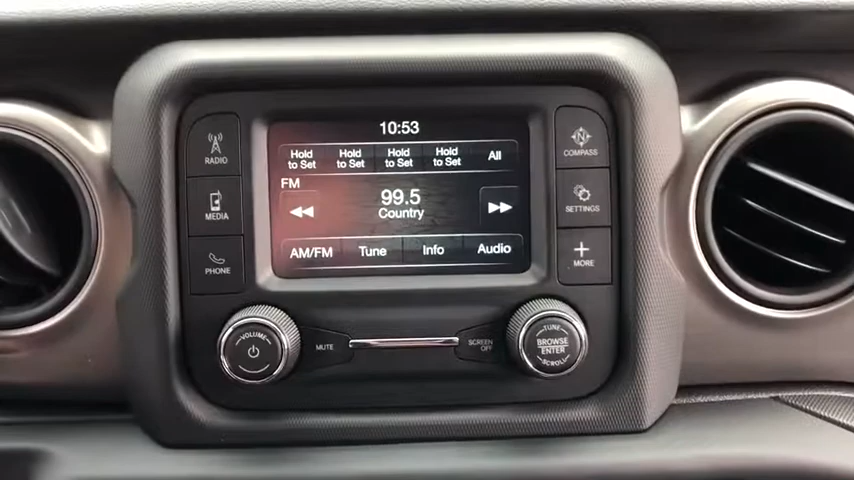 10:53
Hold to Set
Hold to Set
Hold to Set
Hold to Set
All
FM
99.5
Country
AM/FM
Tune
Info
Audio
RADIO
MEDIA
PHONE
N
COMPASS
SETTINGS
MORE
VOLUME
MUTE
SCREEN OFF
TUNE
BROWSE
ENTER
SCROLL